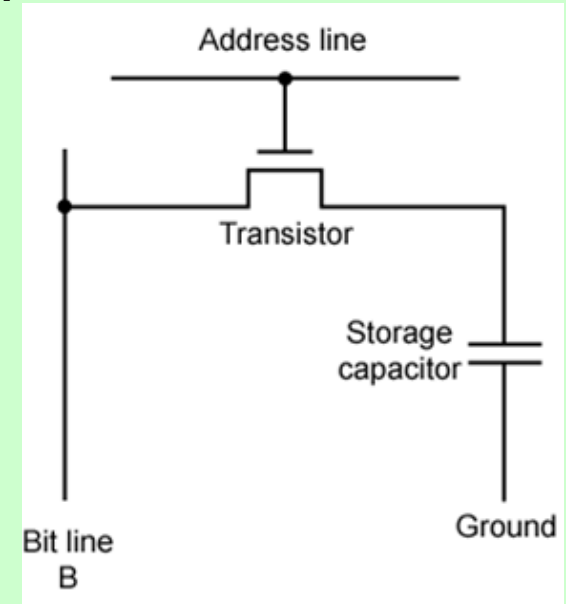 Address line
Transistor
Storage
capacitor
Ground
Bit line
B